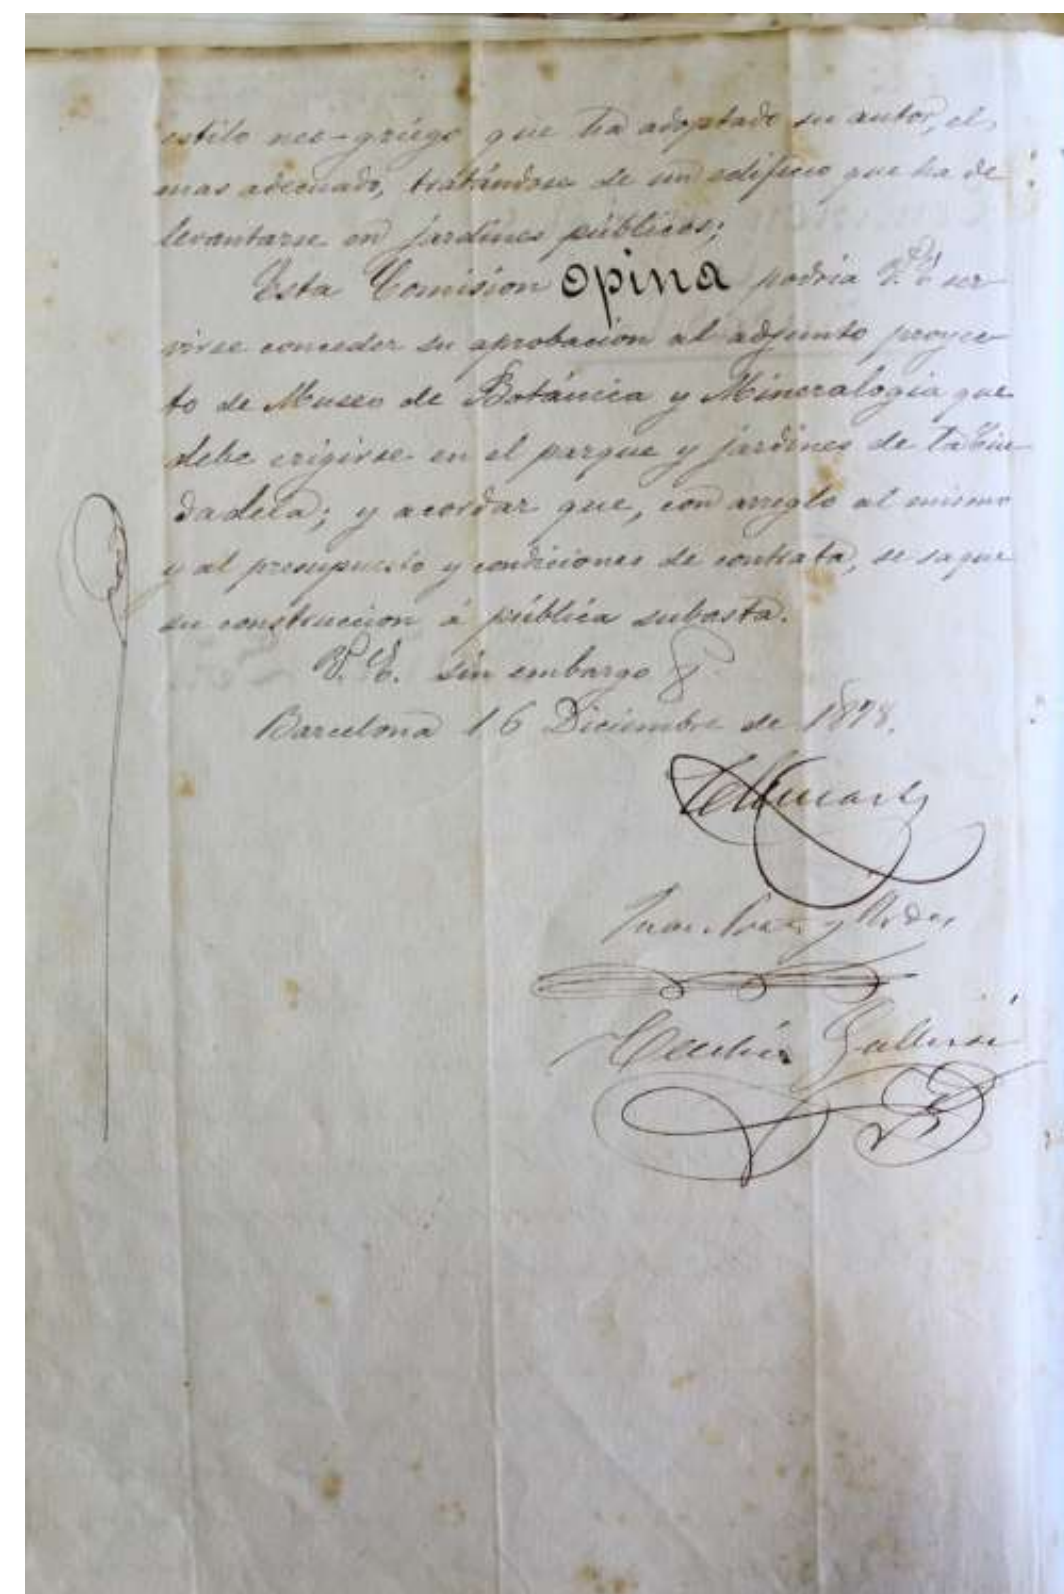 estilo neo-griego que ha adoptado su autor, el
mas adecuado, tratándose de un edificio que ha de
levantarse en jardines públicos;
Esta Comision opina podria V. E. ser-
virse conceder su aprobacion al adjunto proyec-
to de Museo de Botánica y Mineralogia que
debe erigirse en el parque y jardines de la Ciu-
dadela; y acordar que, con arreglo al mismo
y al presupuesto y condiciones de contrata, se saque
su construccion á pública subasta.
V. E. sin embargo
Barcelona 16 Diciembre de 1878.
Juan y